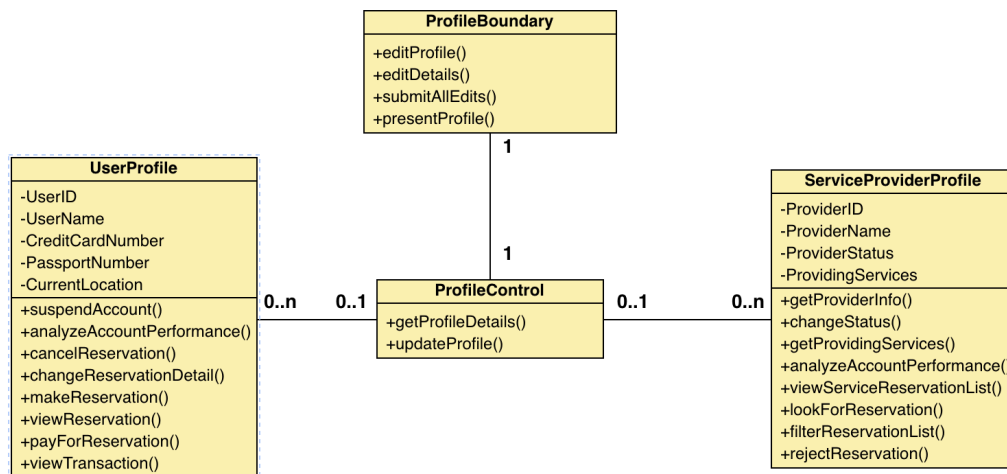 ProfileBoundary
+editProfile()
+editDetails()
+submitAllEdits()
+presentProfile()
1
1
UserProfile
-UserID
-UserName
-CreditCardNumber
-PassportNumber
-CurrentLocation
+suspendAccount()
+analyzeAccountPerformance()
+cancelReservation()
+changeReservationDetail()
+makeReservation()
+viewReservation()
+payForReservation()
+viewTransaction()
0..n
0..1
ProfileControl
+getProfileDetails()
+updateProfile()
0..1
0..n
ServiceProviderProfile
-ProviderID
-ProviderName
-ProviderStatus
-ProvidingServices
+getProviderInfo()
+changeStatus()
+getProvidingServices()
+analyzeAccountPerformance()
+viewServiceReservationList()
+lookForReservation()
+filterReservationList()
+rejectReservation()